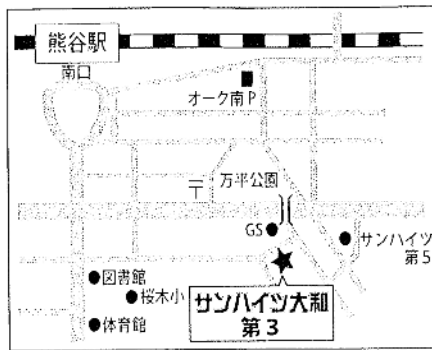 熊谷駅
南口
オーク南P
〒
万平公園
GS
サンハイツ
第5
図書館
桜木小
体育館
サンハイツ大和
第3